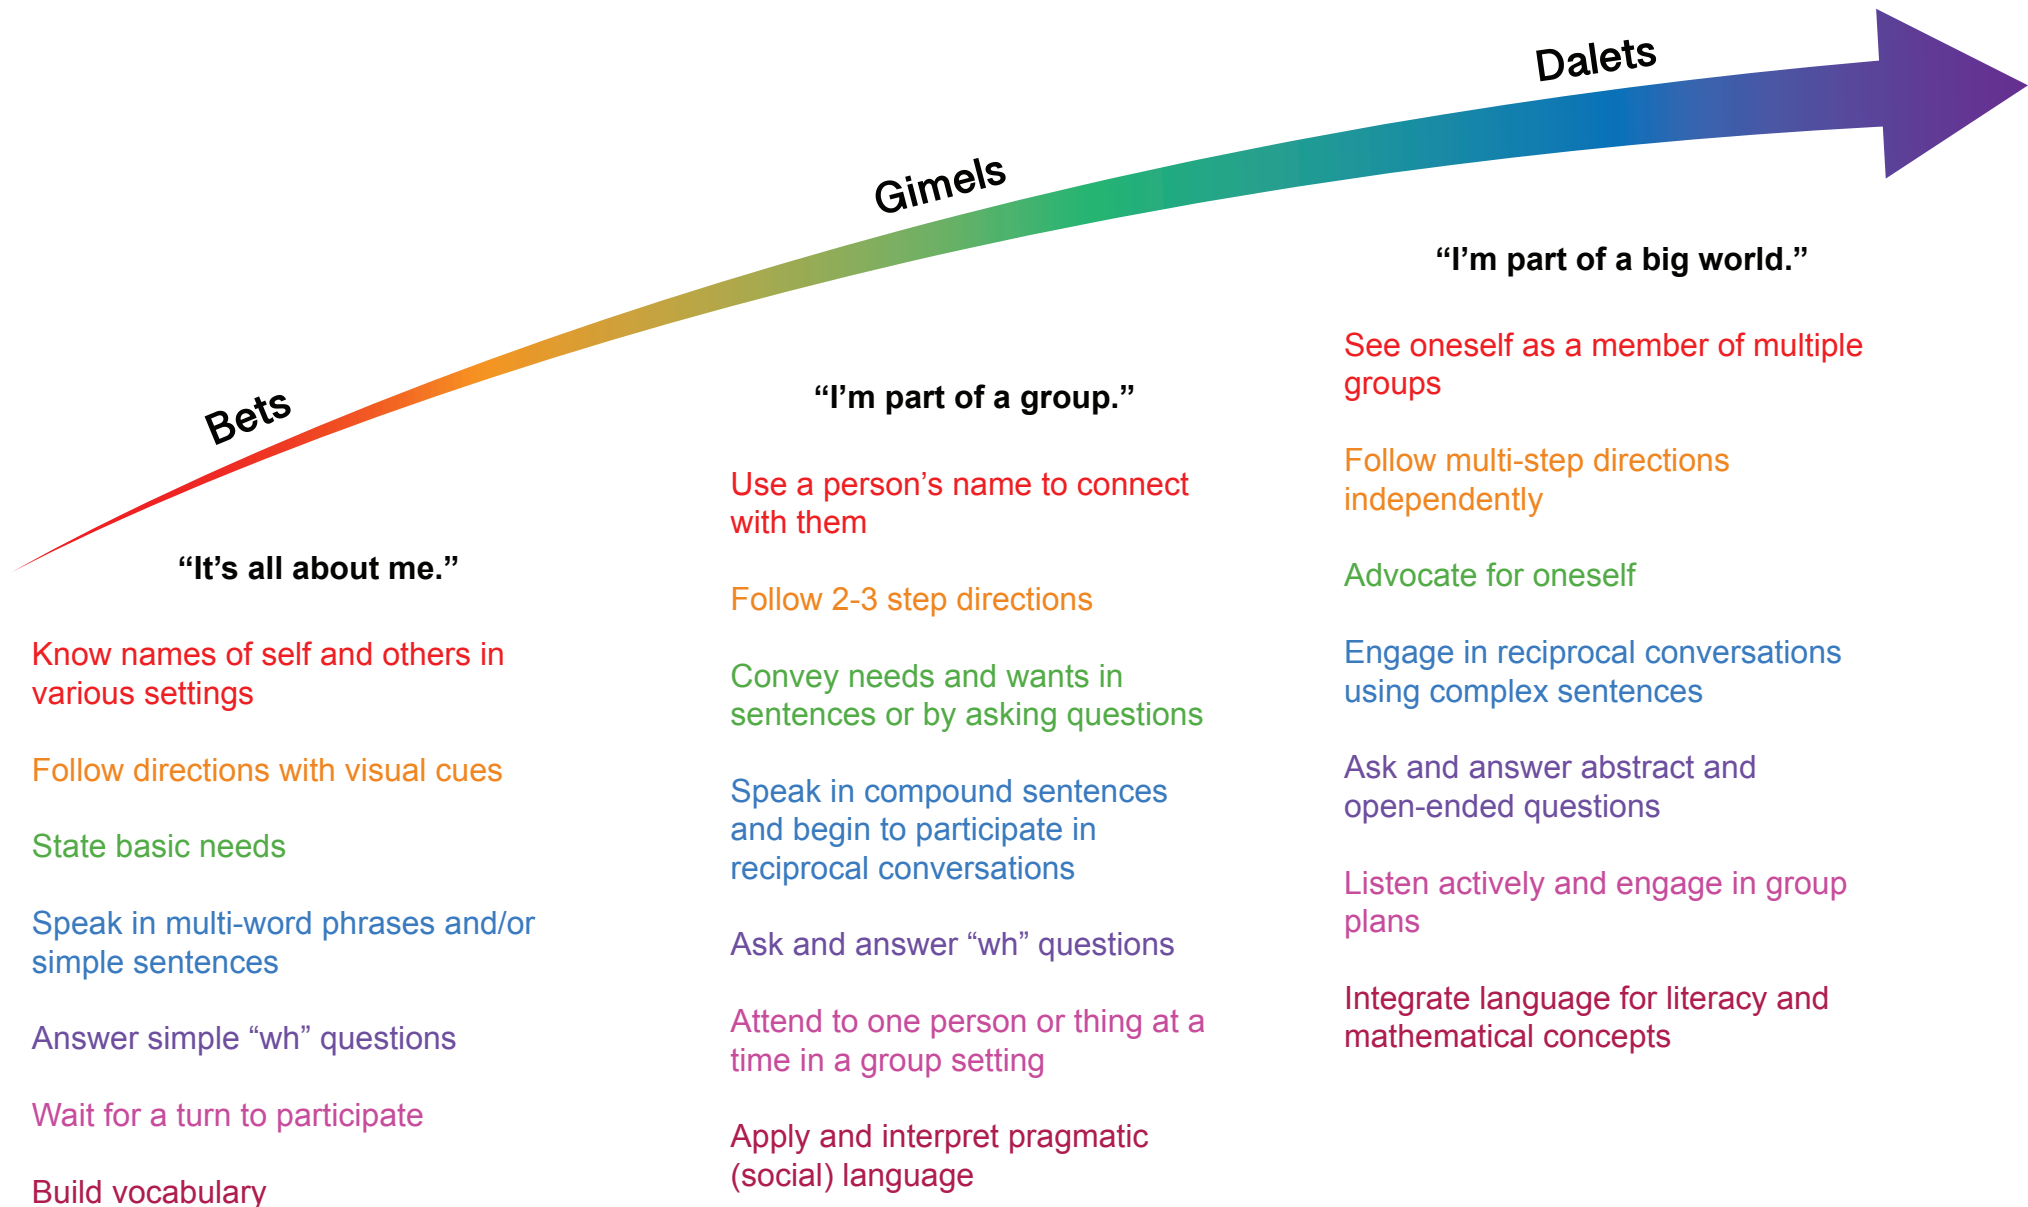 Bets
“It’s all about me.”
Know names of self and others in
various settings
Follow directions with visual cues
State basic needs
Speak in multi-word phrases and/or
simple sentences
Answer simple “wh” questions
Wait for a turn to participate
Build vocabulary
Gimels
“I’m part of a group.”
Use a person’s name to connect
with them
Follow 2-3 step directions
Convey needs and wants in
sentences or by asking questions
Speak in compound sentences
and begin to participate in
reciprocal conversations
Ask and answer “wh” questions
Attend to one person or thing at a
time in a group setting
Apply and interpret pragmatic
(social) language
Dalets
“I’m part of a big world.”
See oneself as a member of multiple
groups
Follow multi-step directions
independently
Advocate for oneself
Engage in reciprocal conversations
using complex sentences
Ask and answer abstract and
open-ended questions
Listen actively and engage in group
plans
Integrate language for literacy and
mathematical concepts